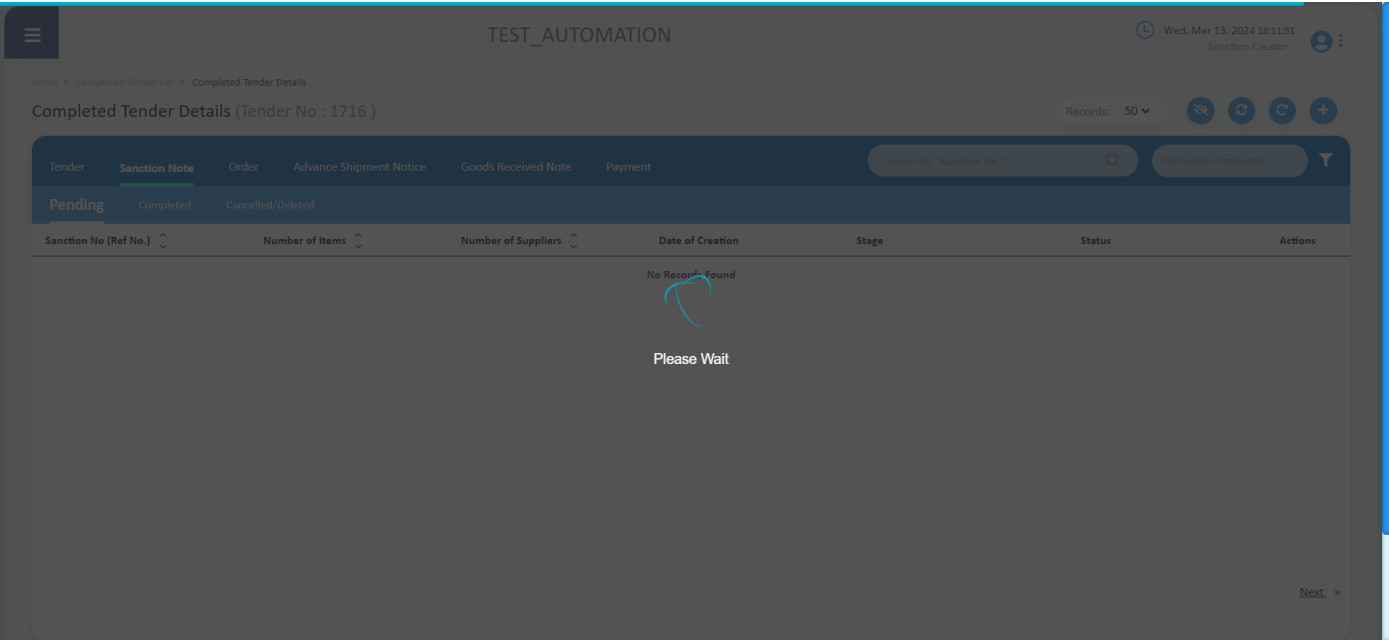 TEST_AUTOMATION
Wed, Mar 13, 2024 18:11:51
Sanction Creator
Home > Completed Tender List > Completed Tender Details
Completed Tender Details (Tender No : 1716 )
Records: 50
Tender Sanction Note Order Advance Shipment Notice Goods Received Note Payment
Search by "Sanction No." Discussion Happened
Pending Completed Cancelled/Deleted
Sanction No (Ref No.) Number of Items Number of Suppliers Date of Creation Stage Status Actions
No Records Found
Please Wait
Next »